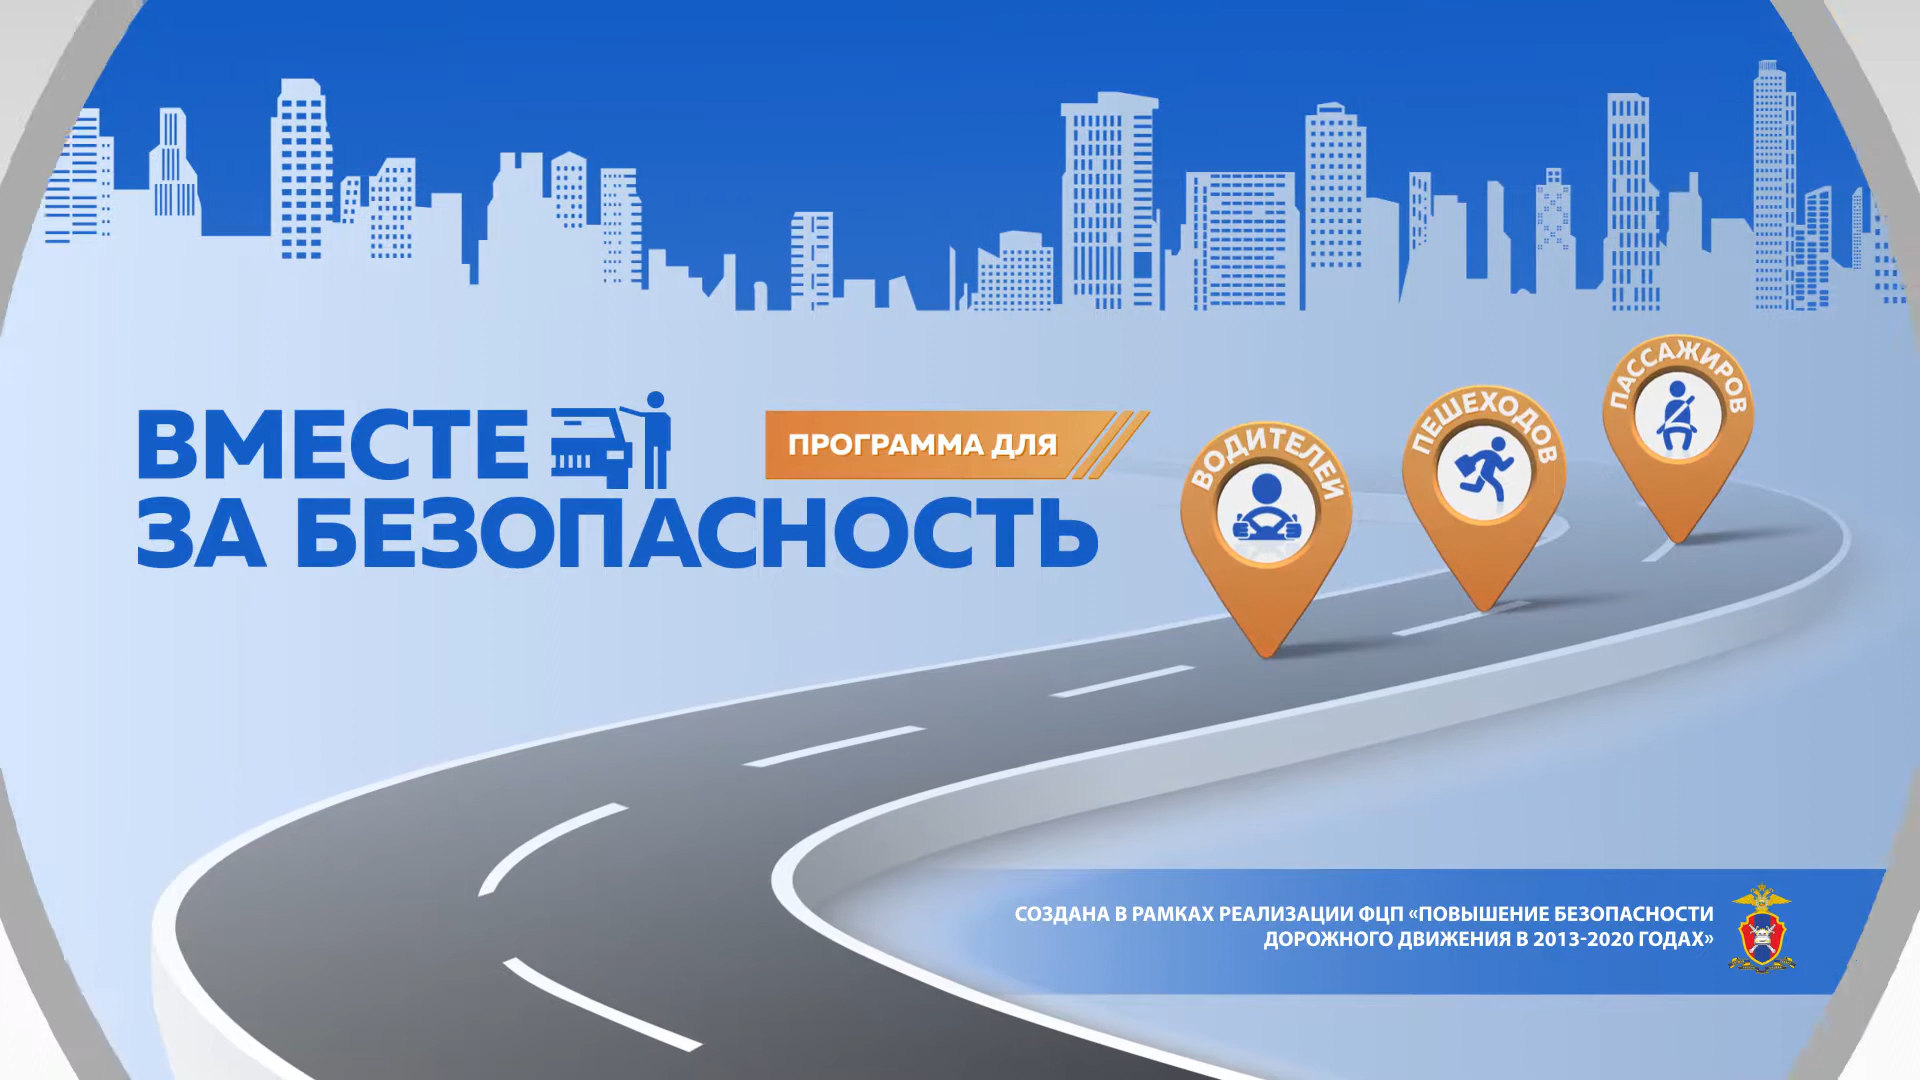 ВМЕСТЕ
ЗА БЕЗОПАСНОСТЬ
ПРОГРАММА ДЛЯ
ВОДИТЕЛЕЙ
ПЕШЕХОДОВ
ПАССАЖИРОВ
СОЗДАНА В РАМКАХ РЕАЛИЗАЦИИ ФЦП «ПОВЫШЕНИЕ БЕЗОПАСНОСТИ
ДОРОЖНОГО ДВИЖЕНИЯ В 2013-2020 ГОДАХ»